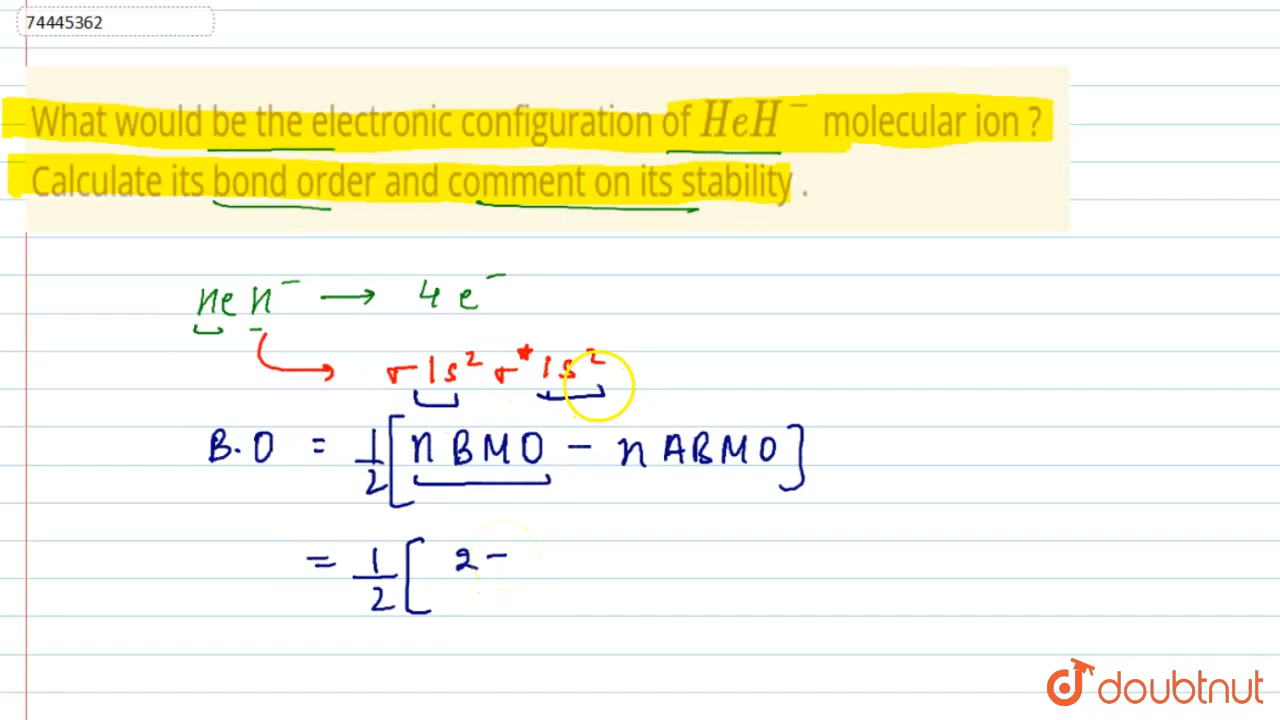 74445362
What would be the electronic configuration of HeH⁻ molecular ion ?
Calculate its bond order and comment on its stability .
HeH⁻ → 4e⁻
σ1s² σ*1s²
B.O = 1/2 [n BMO - n ABMO]
= 1/2 [ 2 -
doubtnut